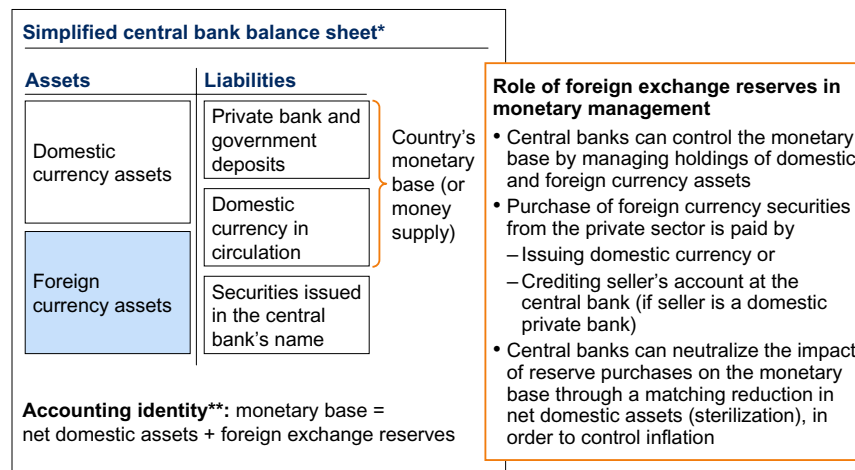 Simplified central bank balance sheet*
Assets
Liabilities
Domestic
currency assets
Foreign
currency assets
Private bank and
government
deposits
Domestic
currency in
circulation
Securities issued
in the central
bank's name
Country's
monetary
base (or
money
supply)
Accounting identity**: monetary base =
net domestic assets + foreign exchange reserves
Role of foreign exchange reserves in
monetary management
• Central banks can control the monetary
base by managing holdings of domestic
and foreign currency assets
• Purchase of foreign currency securities
from the private sector is paid by
– Issuing domestic currency or
– Crediting seller's account at the
central bank (if seller is a domestic
private bank)
• Central banks can neutralize the impact
of reserve purchases on the monetary
base through a matching reduction in
net domestic assets (sterilization), in
order to control inflation